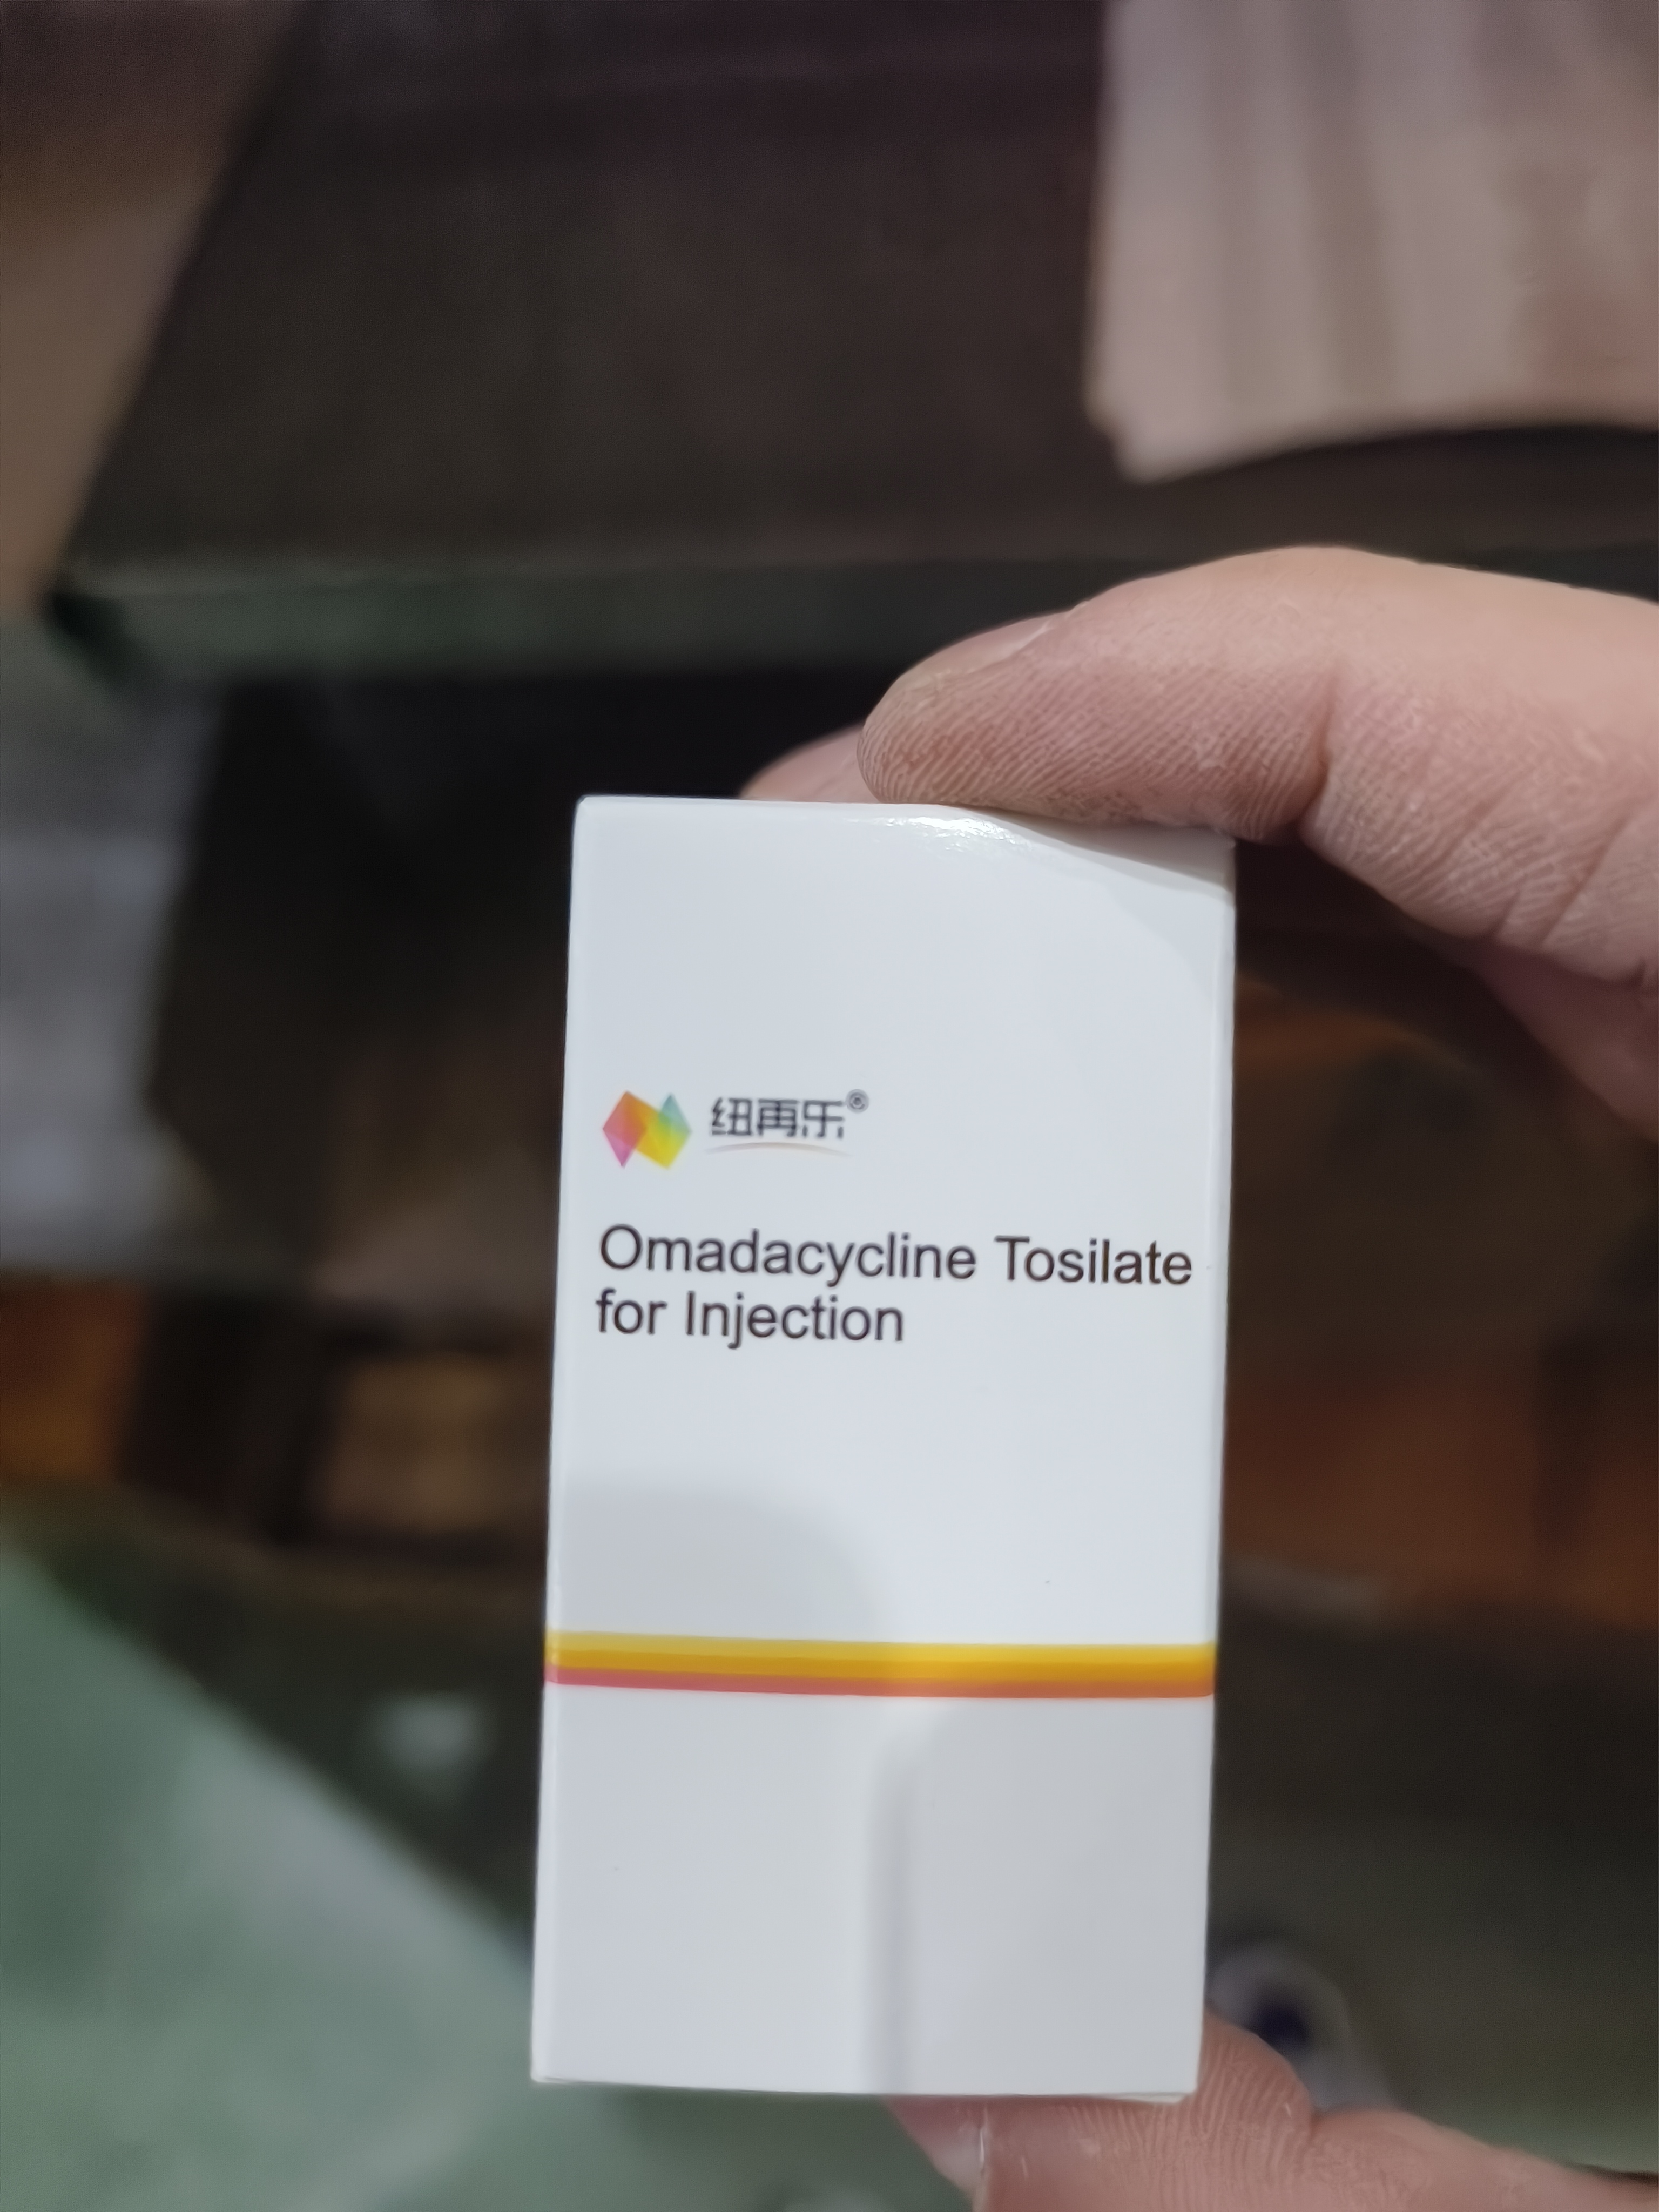 纽再乐®
Omadacycline Tosilate
for Injection